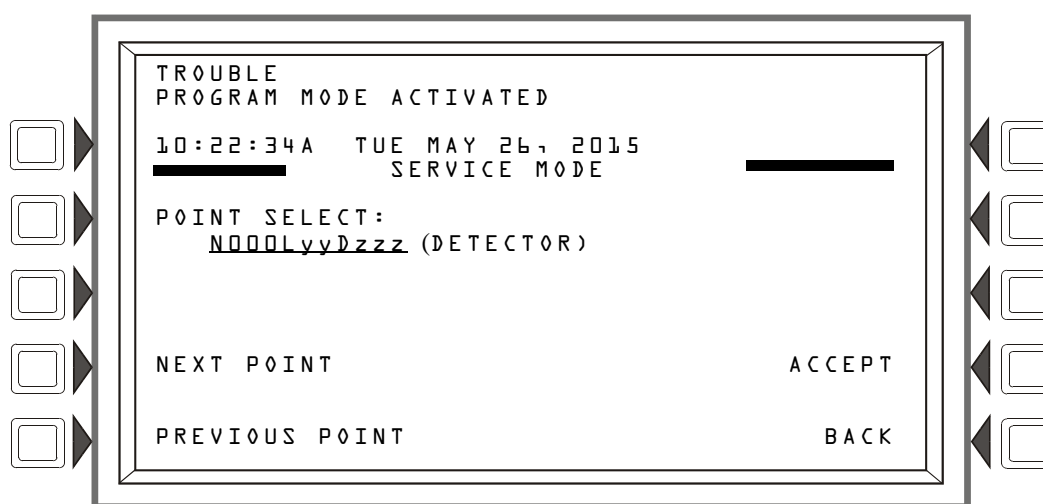 TROUBLE
PROGRAM MODE ACTIVATED
10:22:34A TUE MAY 26, 2015
SERVICE MODE
POINT SELECT:
N000LyyDzzz (DETECTOR)
NEXT POINT ACCEPT
PREVIOUS POINT BACK